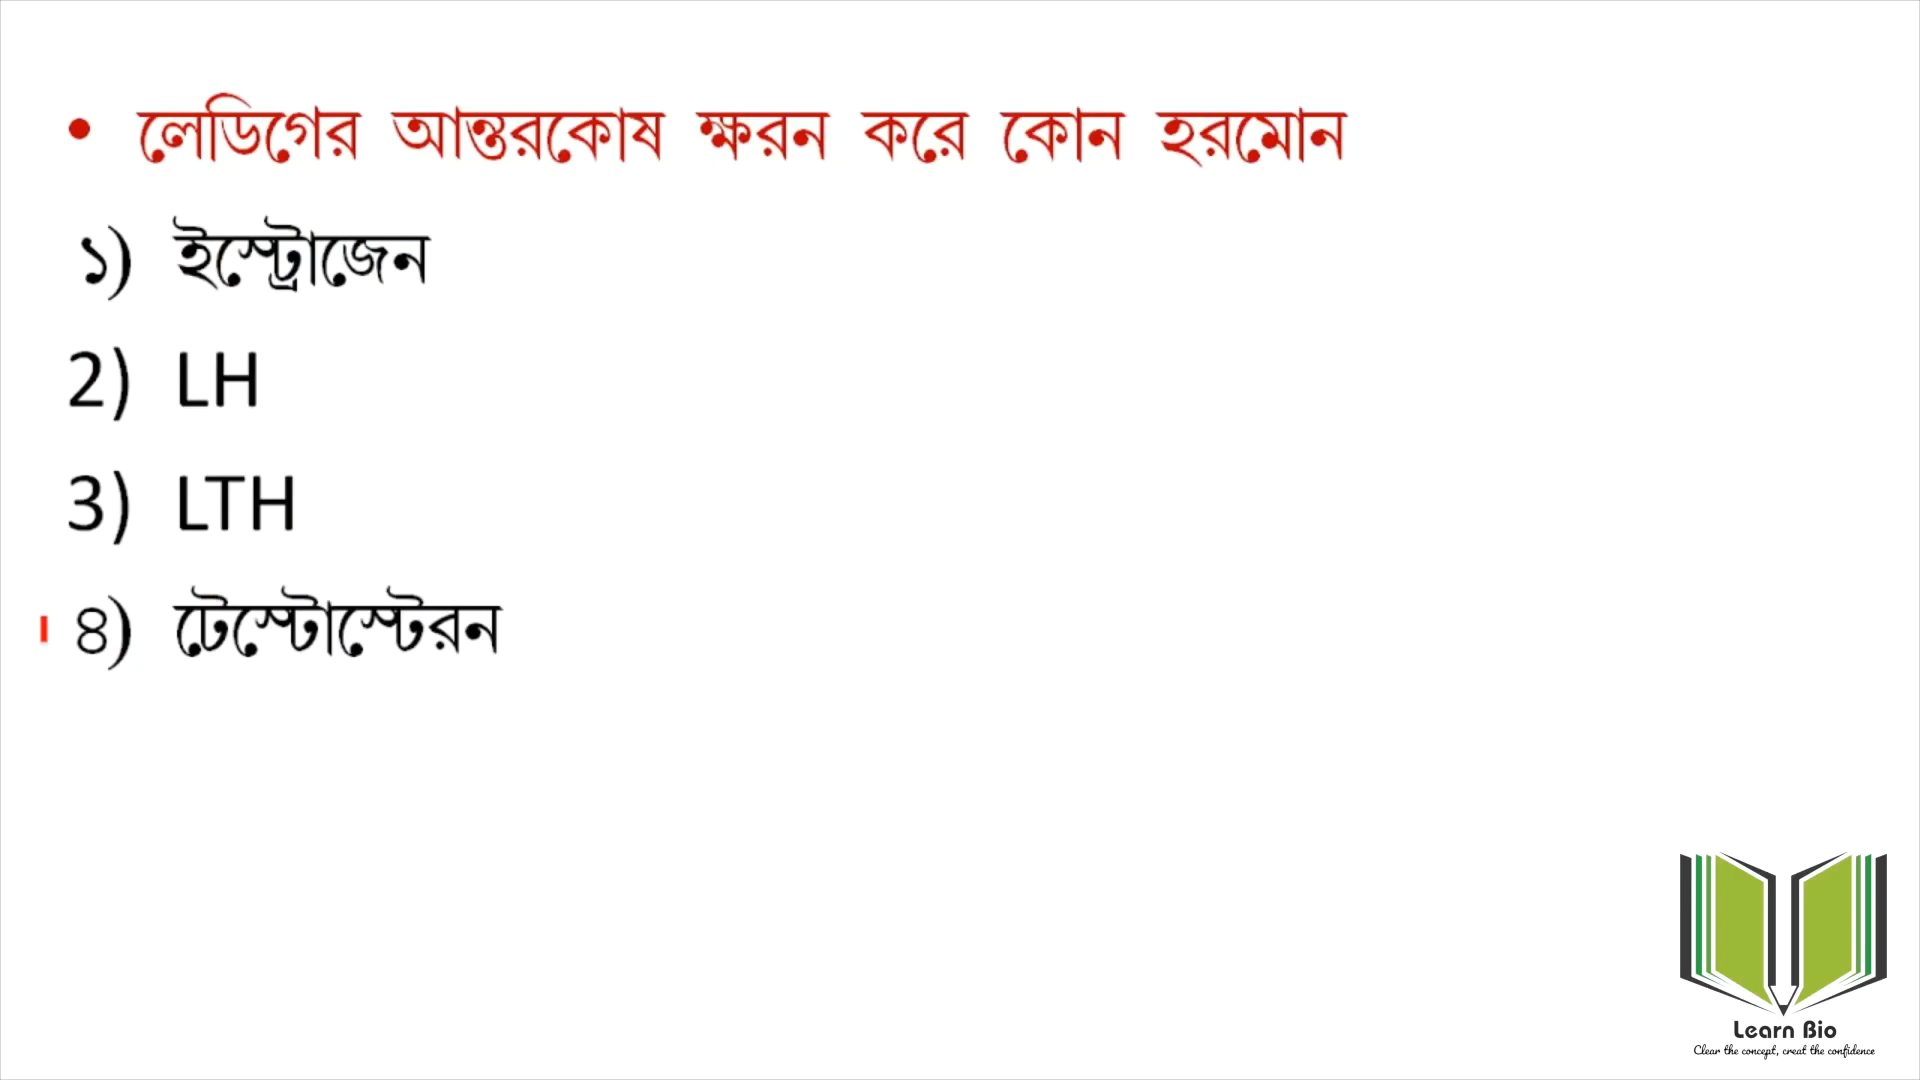 • লেডিগের আন্তরকোষ ক্ষরন করে কোন হরমোন
১) ইস্ট্রোজেন
2) LH
3) LTH
৪) টেস্টোস্টেরন
Learn Bio
Clear the concept, creat the confidence